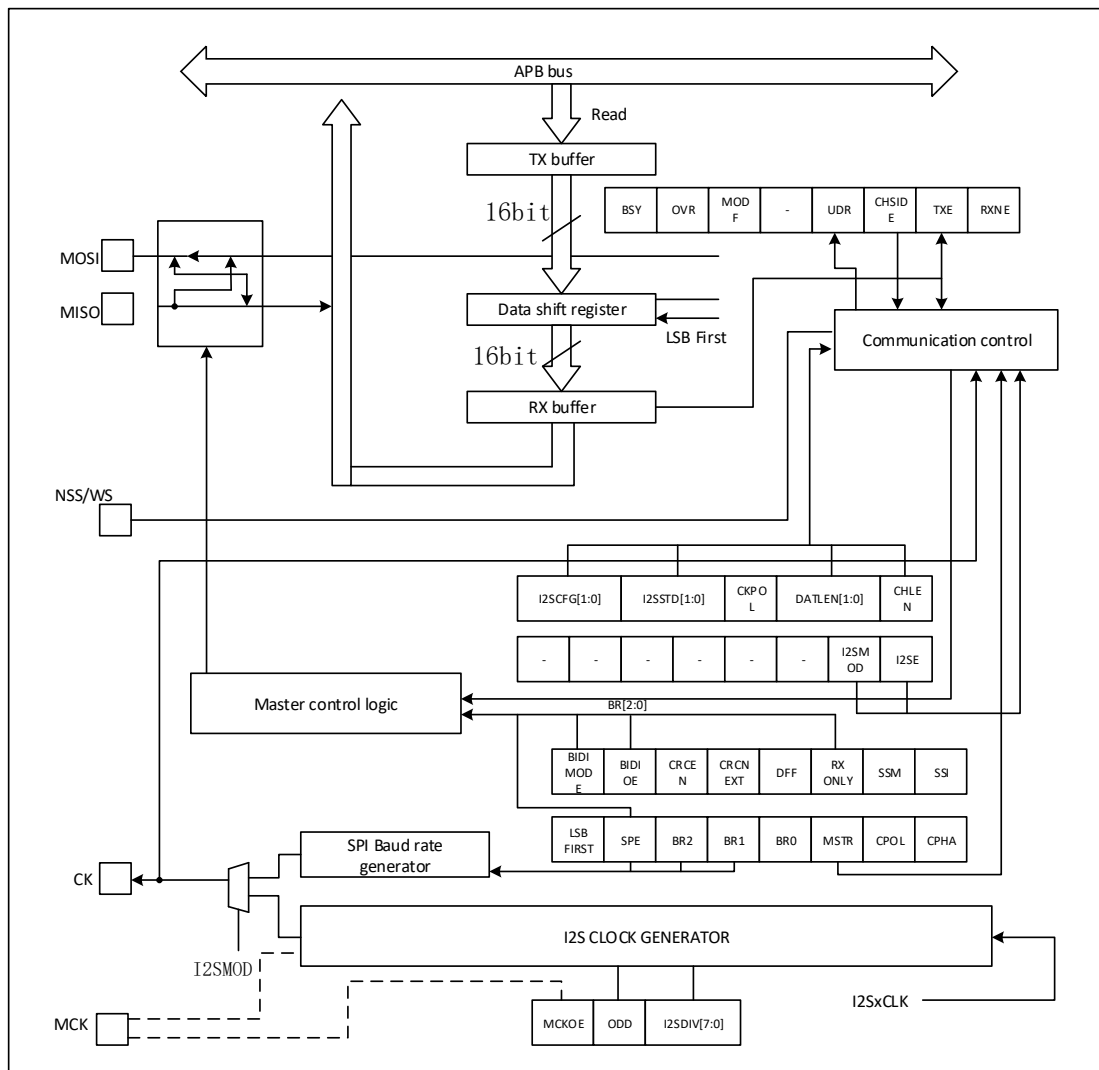 APB bus
Read
TX buffer
16bit
BSY
OVR
MOD
F
-
UDR
CHSID
E
TXE
RXNE
MOSI
MISO
Data shift register
LSB First
Communication control
16bit
RX buffer
NSS/WS
I2SCFG[1:0]
I2SSTD[1:0]
CKPO
L
DATLEN[1:0]
CHLE
N
-
-
-
-
-
-
I2SM
OD
I2SE
Master control logic
BR[2:0]
BIDI
MOD
E
BIDI
OE
CRCE
N
CRCN
EXT
DFF
RX
ONLY
SSM
SSI
LSB
FIRST
SPE
BR2
BR1
BR0
MSTR
CPOL
CPHA
SPI Baud rate
generator
CK
I2S CLOCK GENERATOR
I2SMOD
I2SxCLK
MCK
MCKOE
ODD
I2SDIV[7:0]